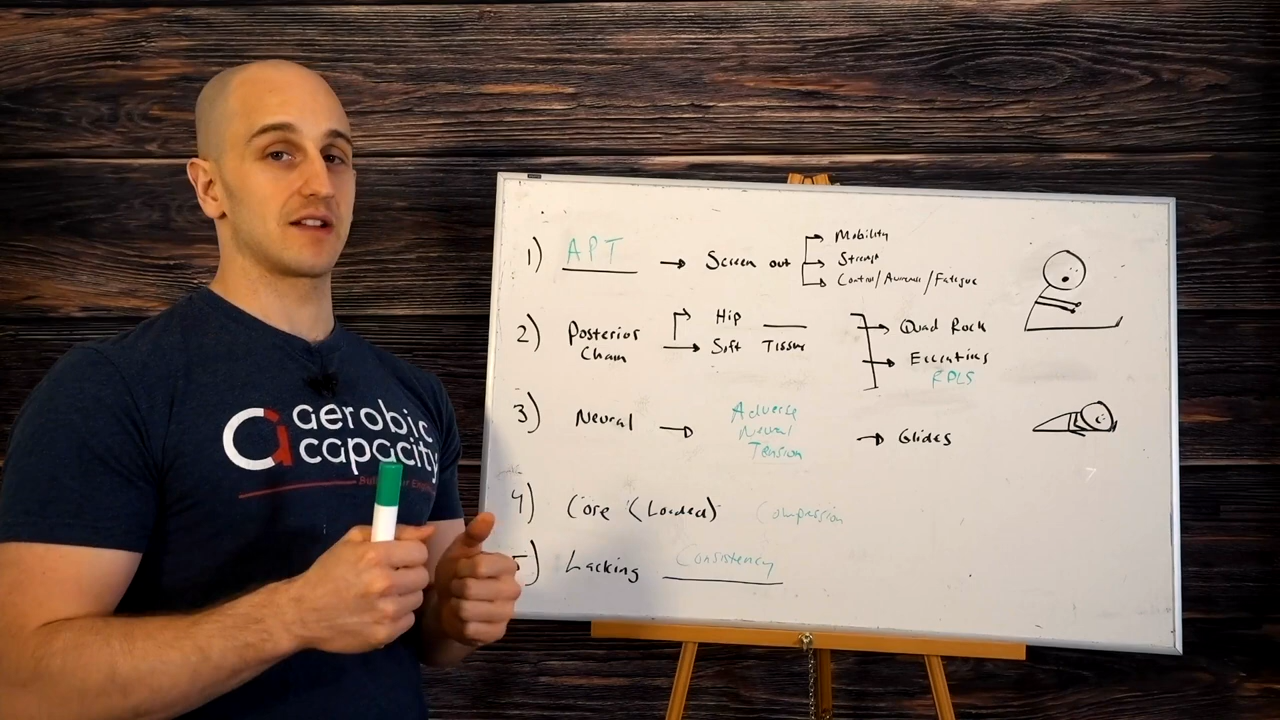 aerobic
capacity
1) APT → Screen out → Mobility
→ Strength
→ Control/Awareness/Fatigue
2) Posterior
Chain
→ Hip
→ Soft Tissue
→ Quad Rock
→ Eccentrics
RDLS
3) Neural → Adverse
Neural
Tension
→ Glides
4) Core (Loaded) Compression
5) Lacking Consistency